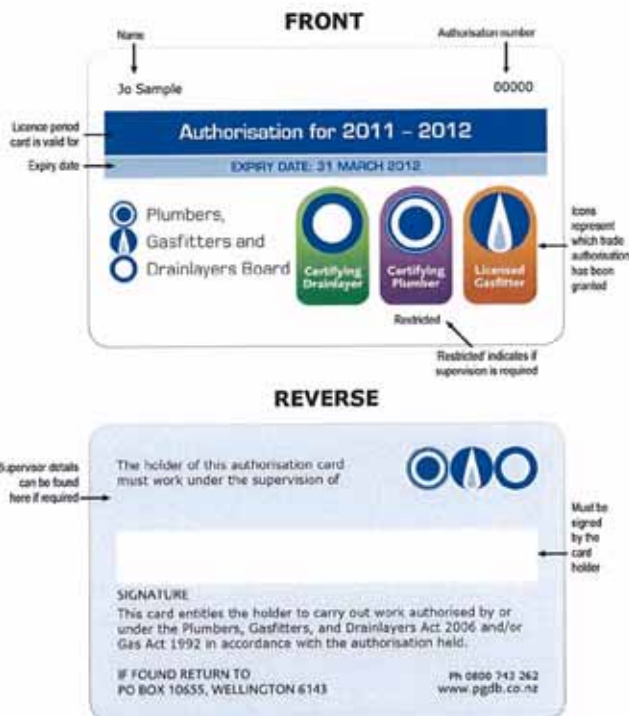 FRONT
Name
Authorisation number
Jo Sample
00000
Licence period
card is valid for
Authorisation for 2011 – 2012
Expiry date
EXPIRY DATE: 31 MARCH 2012
Plumbers,
Gasfitters and
Drainlayers Board
Certifying
Drainlayer
Certifying
Plumber
Licensed
Gasfitter
Icons
represent
which trade
authorisation
has been
granted
Restricted
'Restricted' indicates if
supervision is required
REVERSE
Supervisor details
can be found
here if required
The holder of this authorisation card
must work under the supervision of
Must be
signed
by the
card
holder
SIGNATURE
This card entitles the holder to carry out work authorised by or
under the Plumbers, Gasfitters, and Drainlayers Act 2006 and/or
Gas Act 1992 in accordance with the authorisation held.
IF FOUND RETURN TO
PO BOX 10655, WELLINGTON 6143
Ph 0800 743 262
www.pgdb.co.nz